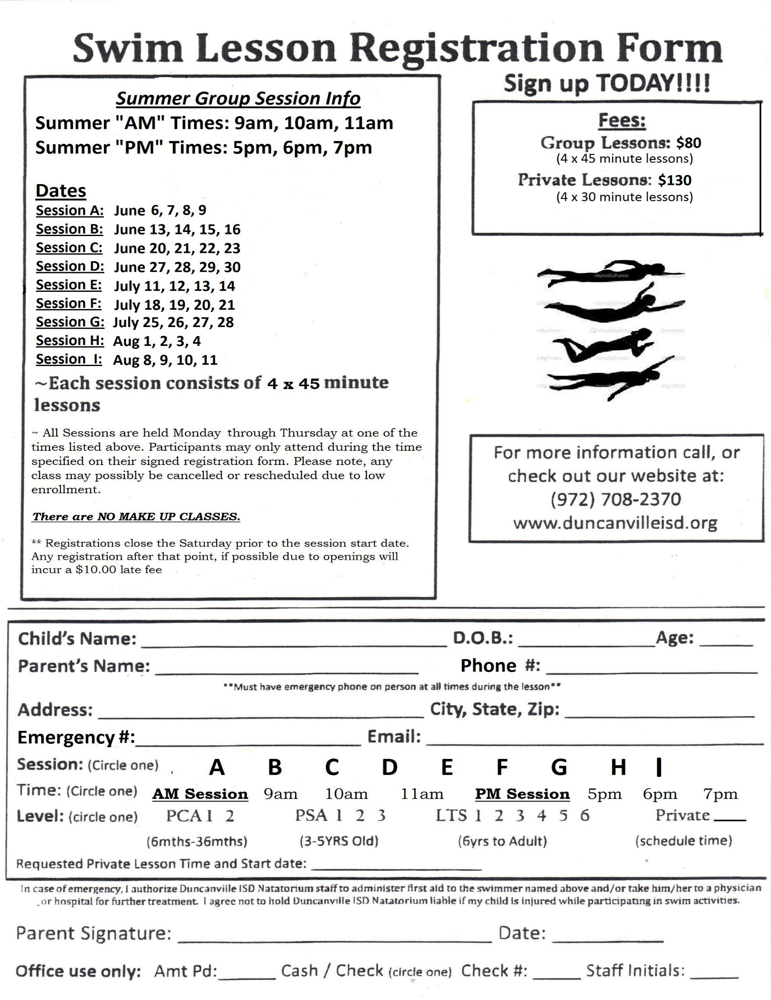 Swim Lesson Registration Form
Sign up TODAY!!!!
Summer Group Session Info
Summer "AM" Times: 9am, 10am, 11am
Summer "PM" Times: 5pm, 6pm, 7pm
Dates
Session A: June 6, 7, 8, 9
Session B: June 13, 14, 15, 16
Session C: June 20, 21, 22, 23
Session D: June 27, 28, 29, 30
Session E: July 11, 12, 13, 14
Session F: July 18, 19, 20, 21
Session G: July 25, 26, 27, 28
Session H: Aug 1, 2, 3, 4
Session I: Aug 8, 9, 10, 11
~Each session consists of 4 x 45 minute
lessons
~ All Sessions are held Monday through Thursday at one of the
times listed above. Participants may only attend during the time
specified on their signed registration form. Please note, any
class may possibly be cancelled or rescheduled due to low
enrollment.
There are NO MAKE UP CLASSES.
** Registrations close the Saturday prior to the session start date.
Any registration after that point, if possible due to openings will
incur a $10.00 late fee
Fees:
Group Lessons: $80
(4 x 45 minute lessons)
Private Lessons: $130
(4 x 30 minute lessons)
For more information call, or
check out our website at:
(972) 708-2370
www.duncanvilleisd.org
Child's Name: D.O.B.: Age:
Parent's Name: Phone #:
**Must have emergency phone on person at all times during the lesson**
Address: City, State, Zip:
Emergency #: Email:
Session: (Circle one) A B C D E F G H I
Time: (Circle one) AM Session 9am 10am 11am PM Session 5pm 6pm 7pm
Level: (circle one) PCA 1 2 PSA 1 2 3 LTS 1 2 3 4 5 6 Private
(6mths-36mths) (3-5YRS Old) (6yrs to Adult) (schedule time)
Requested Private Lesson Time and Start date:
In case of emergency, I authorize Duncanville ISD Natatorium staff to administer first aid to the swimmer named above and/or take him/her to a physician
or hospital for further treatment. I agree not to hold Duncanville ISD Natatorium liable if my child is injured while participating in swim activities.
Parent Signature: Date:
Office use only: Amt Pd: Cash / Check (circle one) Check #: Staff Initials: